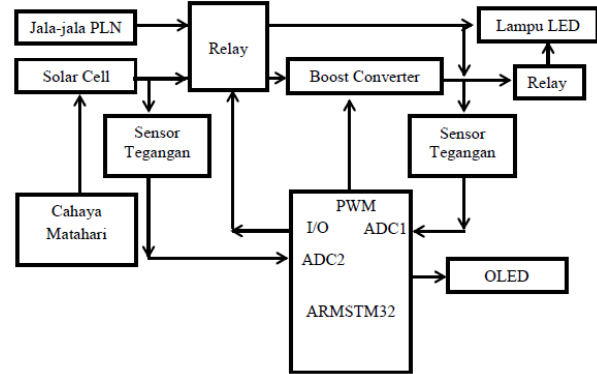 Jala-jala PLN
Relay
Lampu LED
Solar Cell
Boost Converter
Relay
Sensor
Tegangan
Sensor
Tegangan
Cahaya
Matahari
PWM
I/O
ADC1
ADC2
ARMSTM32
OLED